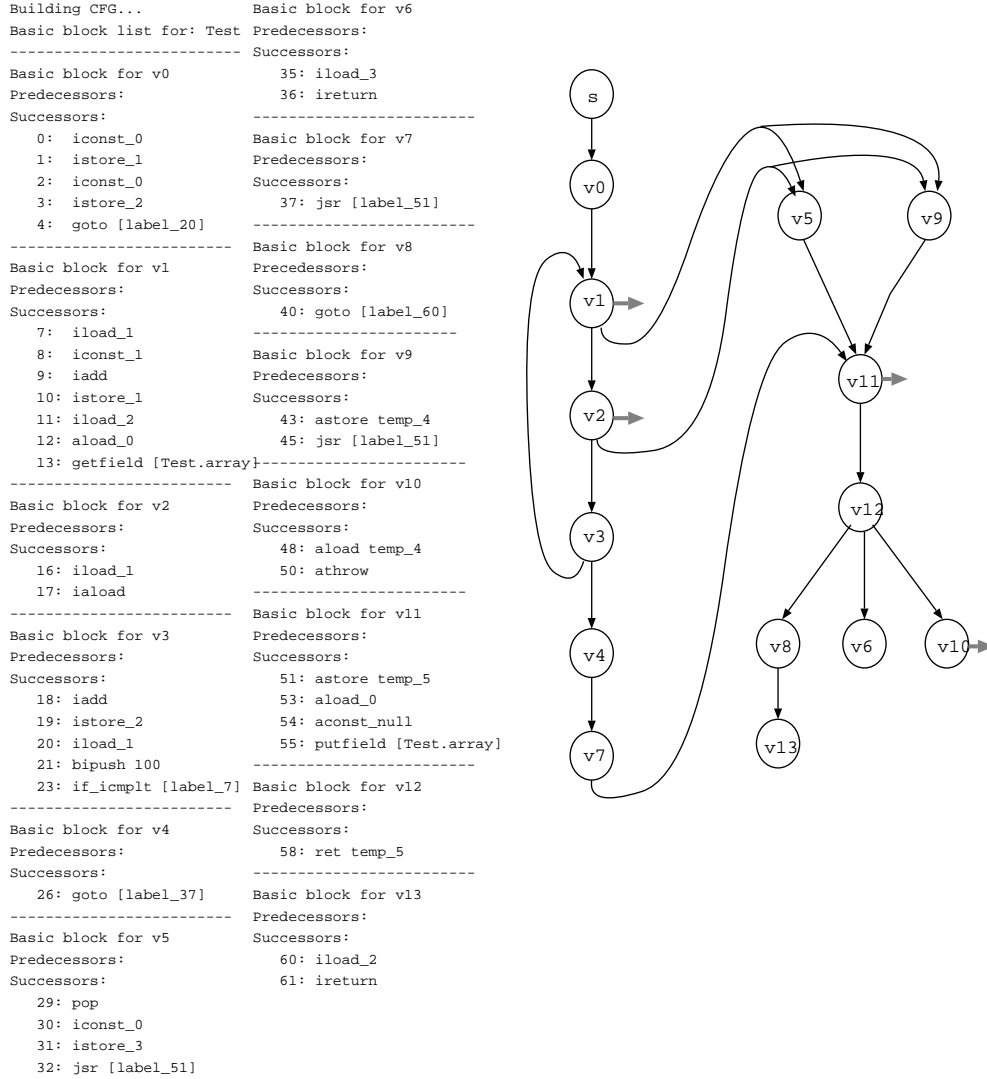 Building CFG...
Basic block list for: Test
--------------------------
Basic block for v0
Predecessors:
Successors:
0: iconst_0
1: istore_1
2: iconst_0
3: istore_2
4: goto [label_20]
-------------------------
Basic block for v1
Predecessors:
Successors:
7: iload_1
8: iconst_1
9: iadd
10: istore_1
11: iload_2
12: aload_0
13: getfield [Test.array]
-------------------------
Basic block for v2
Predecessors:
Successors:
16: iload_1
17: iaload
-------------------------
Basic block for v3
Predecessors:
Successors:
18: iadd
19: istore_2
20: iload_1
21: bipush 100
23: if_icmplt [label_7]
-------------------------
Basic block for v4
Predecessors:
Successors:
26: goto [label_37]
-------------------------
Basic block for v5
Predecessors:
Successors:
29: pop
30: iconst_0
31: istore_3
32: jsr [label_51]
Basic block for v6
Predecessors:
Successors:
35: iload_3
36: ireturn
-------------------------
Basic block for v7
Predecessors:
Successors:
37: jsr [label_51]
-------------------------
Basic block for v8
Precedessors:
Successors:
40: goto [label_60]
-----------------------
Basic block for v9
Predecessors:
Successors:
43: astore temp_4
45: jsr [label_51]
------------------------
Basic block for v10
Predecessors:
Successors:
48: aload temp_4
50: athrow
------------------------
Basic block for v11
Predecessors:
Successors:
51: astore temp_5
53: aload_0
54: aconst_null
55: putfield [Test.array]
-------------------------
Basic block for v12
Predecessors:
Successors:
58: ret temp_5
-------------------------
Basic block for v13
Predecessors:
Successors:
60: iload_2
61: ireturn
s
v0
v5
v9
v1
v11
v2
v12
v3
v4
v8
v6
v10
v7
v13